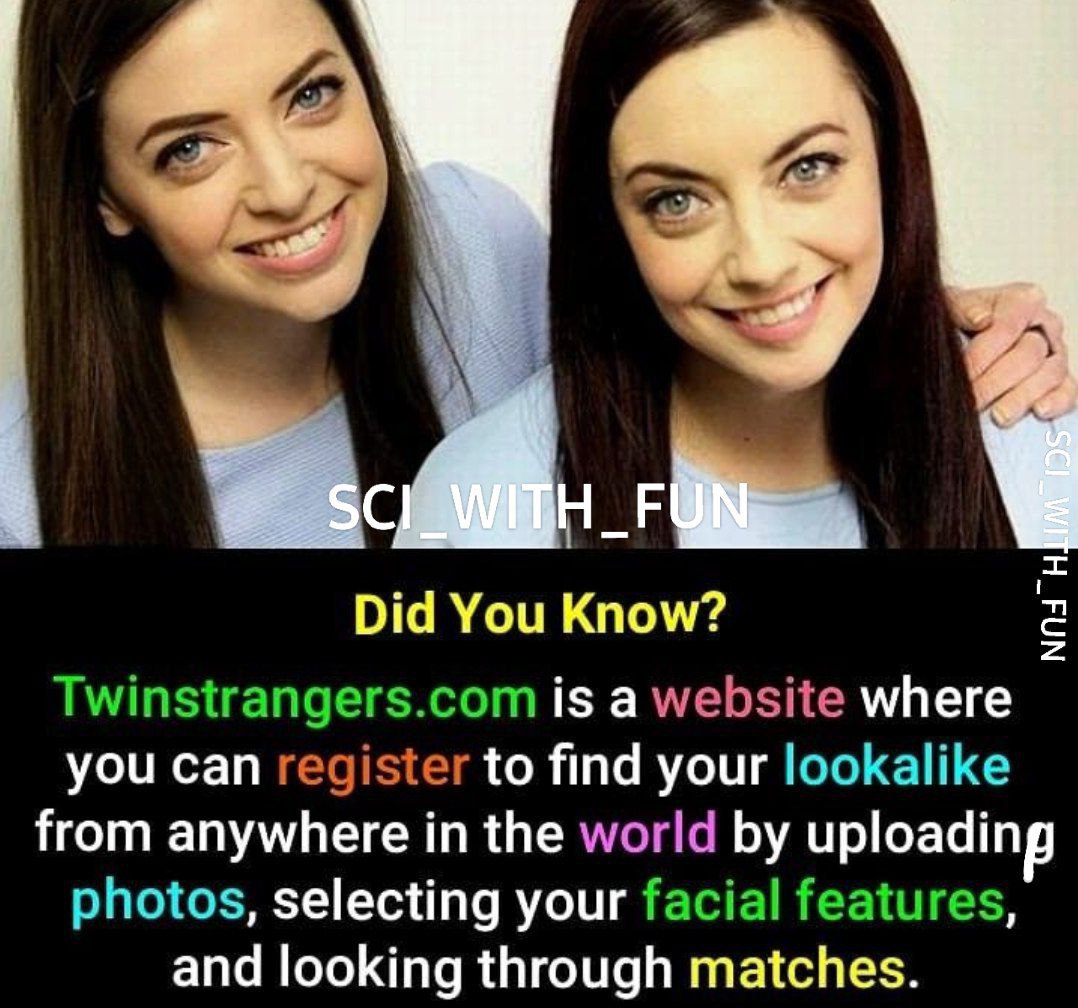 SCI_WITH_FUN
SCI_WITH_FUN
Did You Know?
Twinstrangers.com is a website where
you can register to find your lookalike
from anywhere in the world by uploading
photos, selecting your facial features,
and looking through matches.